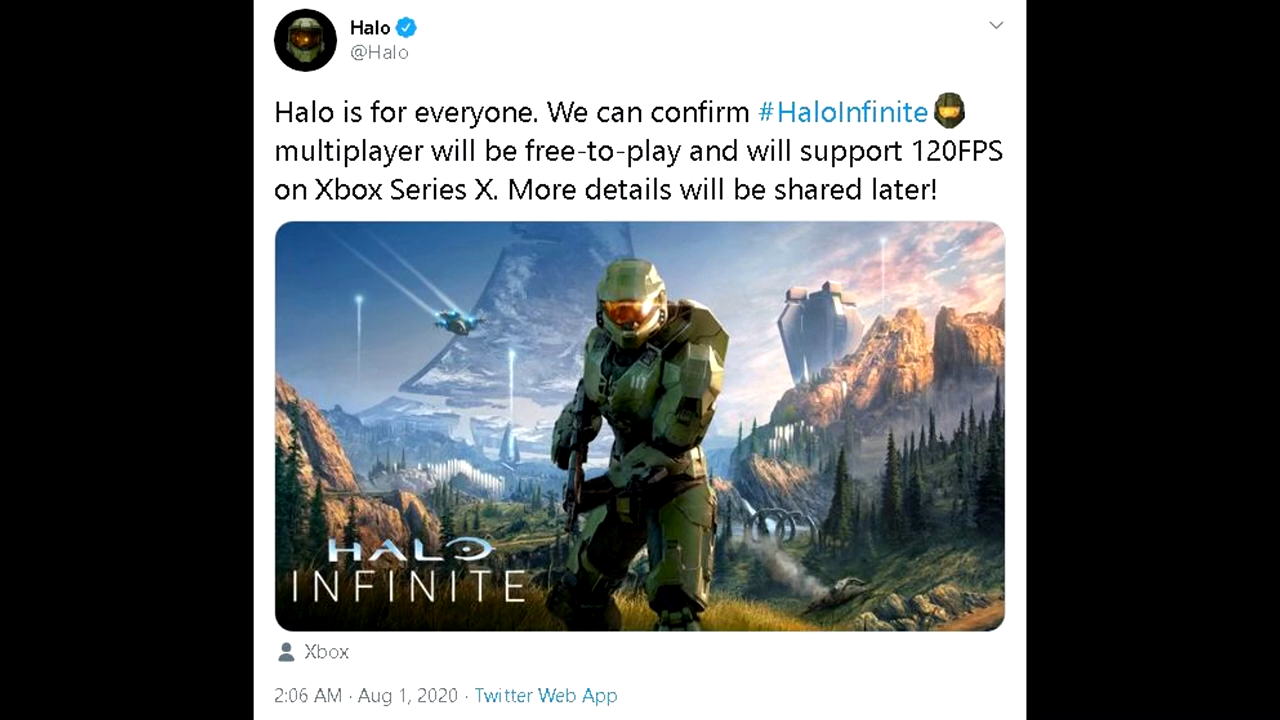 Halo
@Halo
Halo is for everyone. We can confirm #HaloInfinite
multiplayer will be free-to-play and will support 120FPS
on Xbox Series X. More details will be shared later!
HALO
INFINITE
Xbox
2:06 AM · Aug 1, 2020 · Twitter Web App